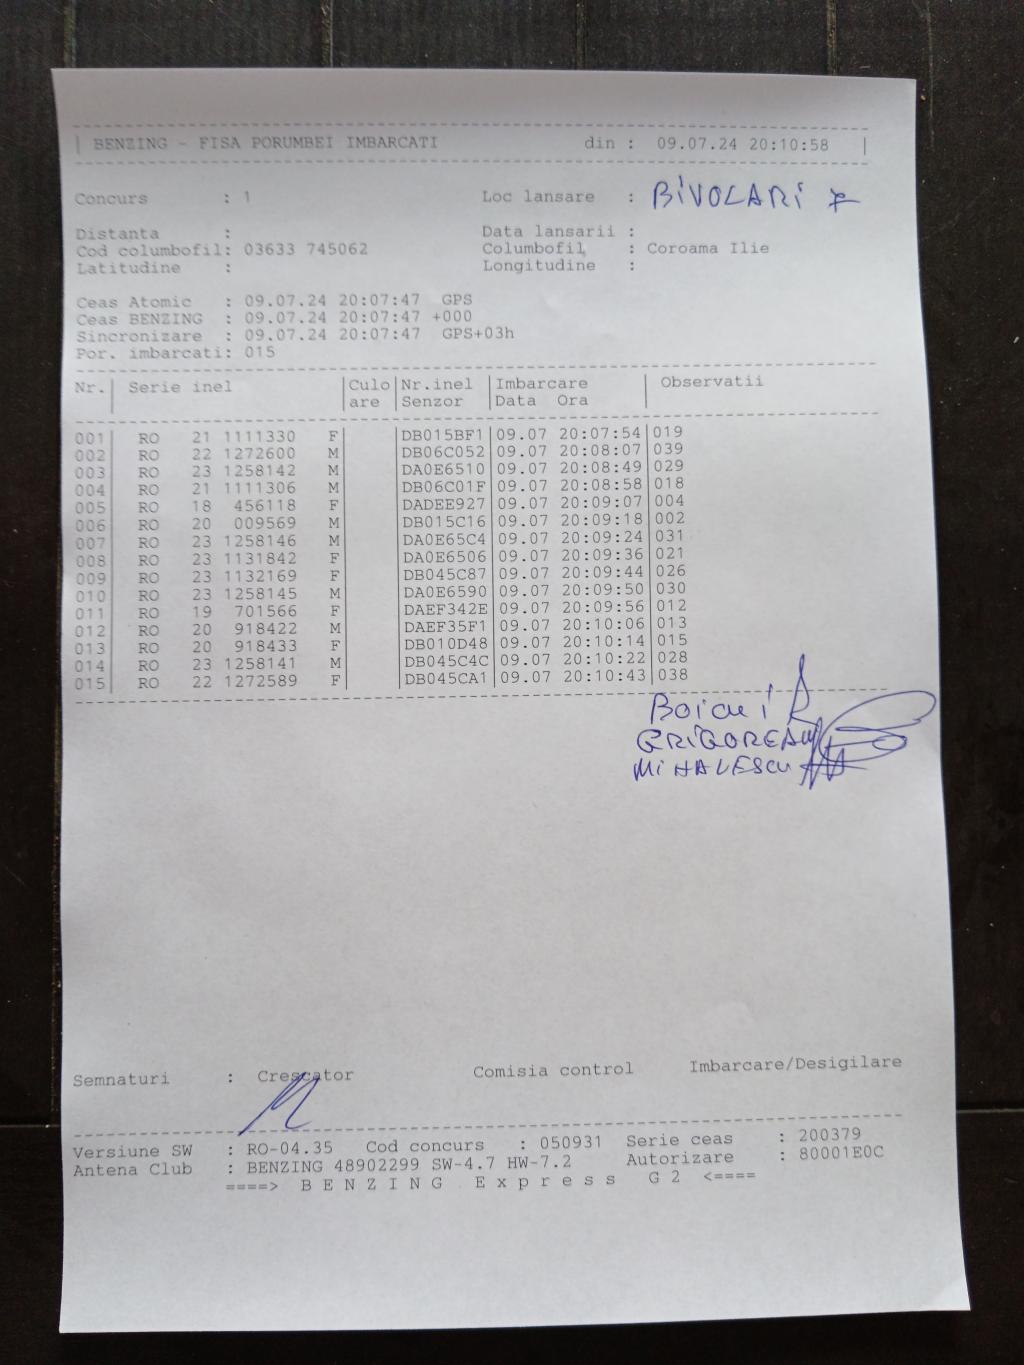 | BENZING - FISA PORUMBEI IMBARCATI din : 09.07.24 20:10:58 |
Concurs : 1 Loc lansare : BIVOLARI
Distanta : Data lansarii :
Cod columbofil: 03633 745062 Columbofil : Coroama Ilie
Latitudine : Longitudine :
Ceas Atomic : 09.07.24 20:07:47 GPS
Ceas BENZING : 09.07.24 20:07:47 +000
Sincronizare : 09.07.24 20:07:47 GPS+03h
Por. imbarcati: 015
Nr.| Serie inel |Culo|Nr.inel |Imbarcare | Observatii
| |are |Senzor |Data Ora |
001| RO 21 1111330 F| |DB015BF1|09.07 20:07:54|019
002| RO 22 1272600 M| |DB06C052|09.07 20:08:07|039
003| RO 23 1258142 M| |DA0E6510|09.07 20:08:49|029
004| RO 21 1111306 M| |DB06C01F|09.07 20:08:58|018
005| RO 18 456118 F| |DADEE927|09.07 20:09:07|004
006| RO 20 009569 M| |DB015C16|09.07 20:09:18|002
007| RO 23 1258146 M| |DA0E65C4|09.07 20:09:24|031
008| RO 23 1131842 F| |DA0E6506|09.07 20:09:36|021
009| RO 23 1132169 F| |DB045C87|09.07 20:09:44|026
010| RO 23 1258145 M| |DA0E6590|09.07 20:09:50|030
011| RO 19 701566 F| |DAEF342E|09.07 20:09:56|012
012| RO 20 918422 M| |DAEF35F1|09.07 20:10:06|013
013| RO 20 918433 F| |DB010D48|09.07 20:10:14|015
014| RO 23 1258141 M| |DB045C4C|09.07 20:10:22|028
015| RO 22 1272589 F| |DB045CA1|09.07 20:10:43|038
GRIGOREAN
MIHALESCU
Semnaturi : Crescator Comisia control Imbarcare/Desigilare
Versiune SW : RO-04.35 Cod concurs : 050931 Serie ceas : 200379
Antena Club : BENZING 48902299 SW-4.7 HW-7.2 Autorizare : 80001E0C
====> B E N Z I N G E x p r e s s G 2 <====